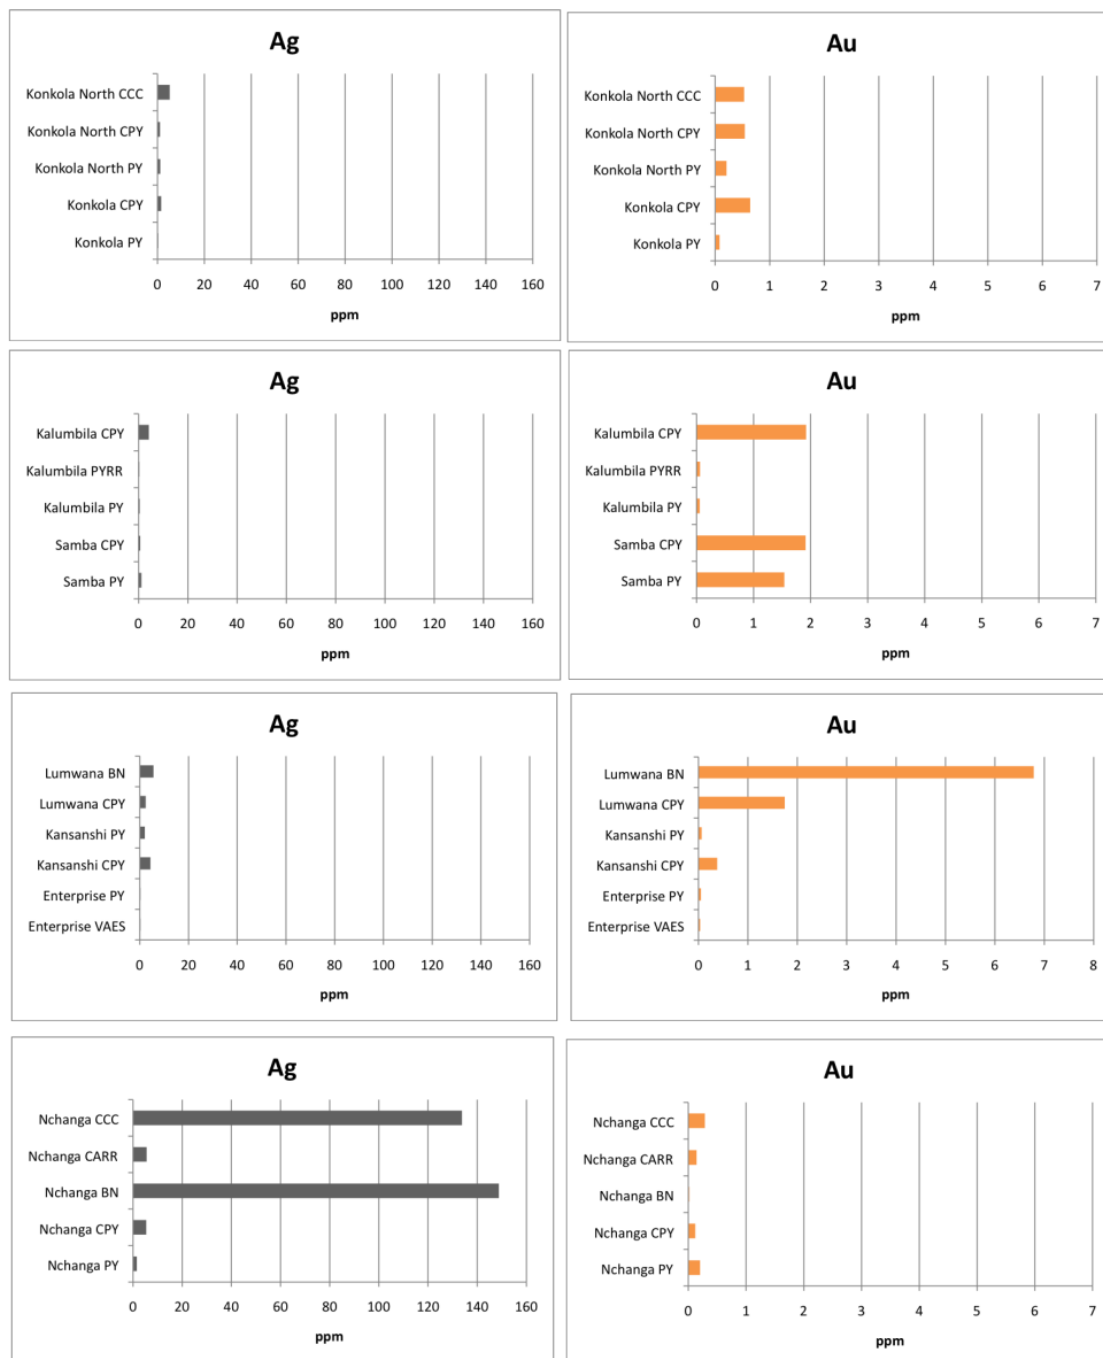 Ag
Konkola North CCC
Konkola North CPY
Konkola North PY
Konkola CPY
Konkola PY
0 20 40 60 80 100 120 140 160
ppm
Au
Konkola North CCC
Konkola North CPY
Konkola North PY
Konkola CPY
Konkola PY
0 1 2 3 4 5 6 7
ppm
Ag
Kalumbila CPY
Kalumbila PYRR
Kalumbila PY
Samba CPY
Samba PY
0 20 40 60 80 100 120 140 160
ppm
Au
Kalumbila CPY
Kalumbila PYRR
Kalumbila PY
Samba CPY
Samba PY
0 1 2 3 4 5 6 7
ppm
Ag
Lumwana BN
Lumwana CPY
Kansanshi PY
Kansanshi CPY
Enterprise PY
Enterprise VAES
0 20 40 60 80 100 120 140 160
ppm
Au
Lumwana BN
Lumwana CPY
Kansanshi PY
Kansanshi CPY
Enterprise PY
Enterprise VAES
0 1 2 3 4 5 6 7 8
ppm
Ag
Nchanga CCC
Nchanga CARR
Nchanga BN
Nchanga CPY
Nchanga PY
0 20 40 60 80 100 120 140 160
ppm
Au
Nchanga CCC
Nchanga CARR
Nchanga BN
Nchanga CPY
Nchanga PY
0 1 2 3 4 5 6 7
ppm